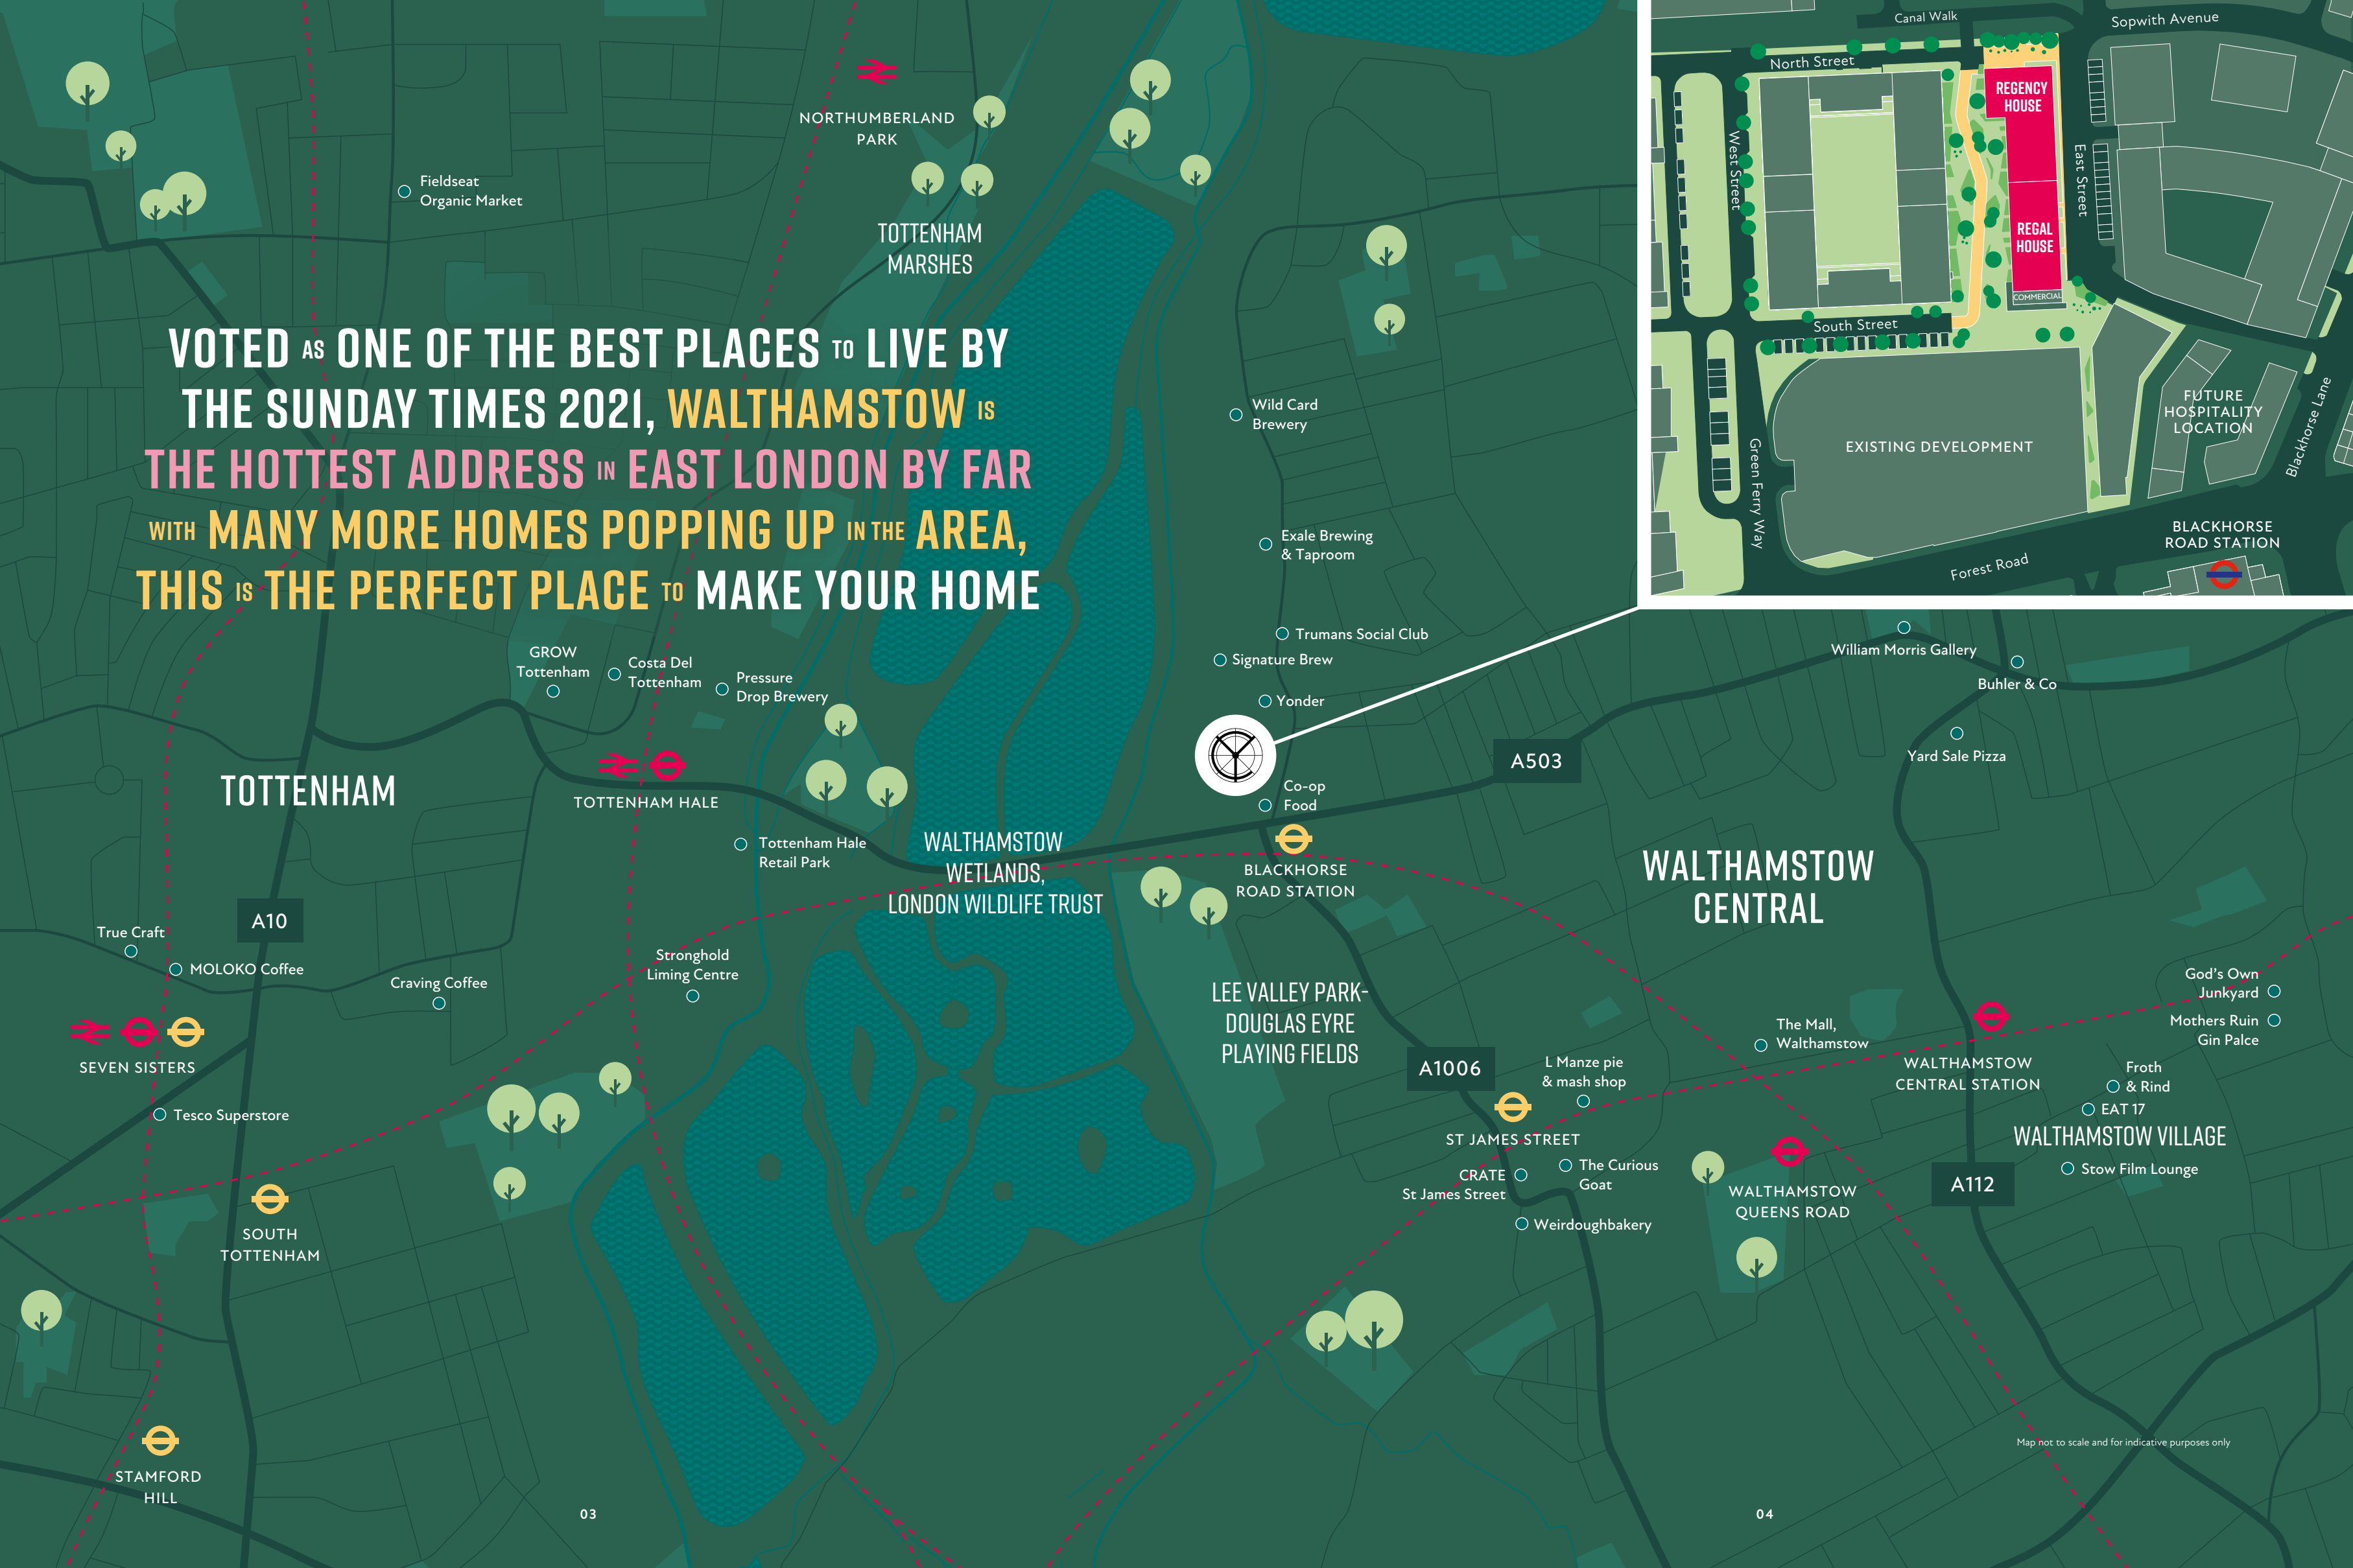 VOTED AS ONE OF THE BEST PLACES TO LIVE BY
THE SUNDAY TIMES 2021, WALTHAMSTOW IS
THE HOTTEST ADDRESS IN EAST LONDON BY FAR
WITH MANY MORE HOMES POPPING UP IN THE AREA,
THIS IS THE PERFECT PLACE TO MAKE YOUR HOME
NORTHUMBERLAND
PARK
Fieldseat
Organic Market
TOTTENHAM
MARSHES
Wild Card
Brewery
Exale Brewing
& Taproom
Trumans Social Club
Signature Brew
Yonder
GROW
Tottenham
Costa Del
Tottenham
Pressure
Drop Brewery
TOTTENHAM
TOTTENHAM HALE
Tottenham Hale
Retail Park
WALTHAMSTOW
WETLANDS,
LONDON WILDLIFE TRUST
Co-op
Food
BLACKHORSE
ROAD STATION
A503
A10
True Craft
MOLOKO Coffee
Craving Coffee
Stronghold
Liming Centre
SEVEN SISTERS
Tesco Superstore
SOUTH
TOTTENHAM
STAMFORD
HILL
03
Canal Walk
Sopwith Avenue
North Street
REGENCY
HOUSE
West Street
East Street
REGAL
HOUSE
COMMERCIAL
South Street
Green Ferry Way
EXISTING DEVELOPMENT
FUTURE
HOSPITALITY
LOCATION
Blackhorse Lane
Forest Road
BLACKHORSE
ROAD STATION
William Morris Gallery
Buhler & Co
Yard Sale Pizza
WALTHAMSTOW
CENTRAL
LEE VALLEY PARK-
DOUGLAS EYRE
PLAYING FIELDS
A1006
L Manze pie
& mash shop
ST JAMES STREET
CRATE
St James Street
The Curious
Goat
Weirdoughbakery
The Mall,
Walthamstow
WALTHAMSTOW
CENTRAL STATION
WALTHAMSTOW
QUEENS ROAD
A112
God's Own
Junkyard
Mothers Ruin
Gin Palce
Froth
& Rind
EAT 17
WALTHAMSTOW VILLAGE
Stow Film Lounge
Map not to scale and for indicative purposes only
04